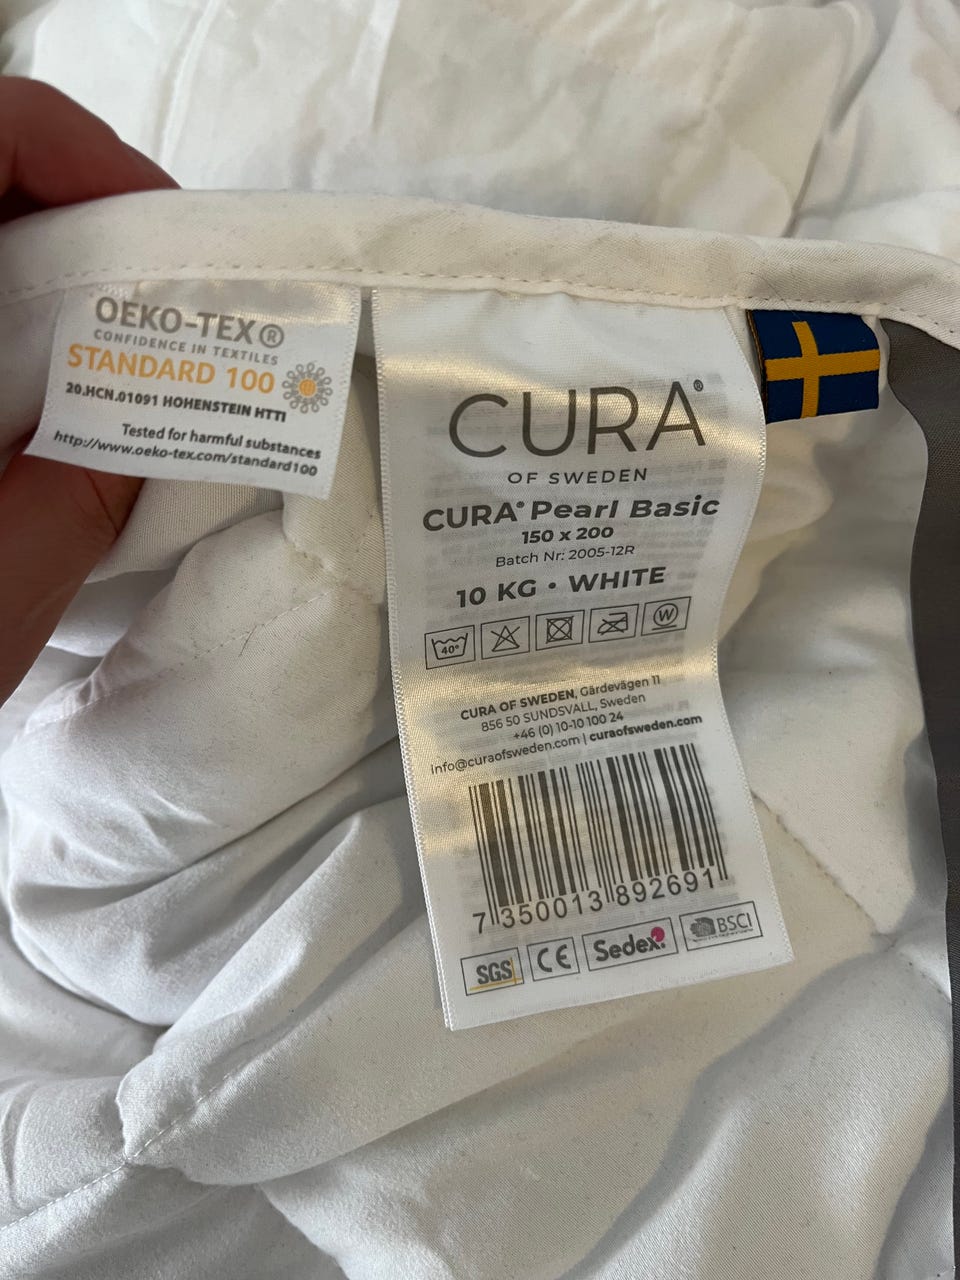 OEKO-TEX®
CONFIDENCE IN TEXTILES
STANDARD 100
20.HCN.01091 HOHENSTEIN HTTI
Tested for harmful substances
http://www.oeko-tex.com/standard100
CURA®
OF SWEDEN
CURA® Pearl Basic
150 x 200
Batch Nr: 2005-12R
10 KG • WHITE
40°
W
CURA OF SWEDEN, Gärdevägen 11
856 50 SUNDSVALL, Sweden
+46 (0) 10-10 100 24
info@curaofsweden.com | curaofsweden.com
7 350013 892691
SGS CE Sedex BSCI